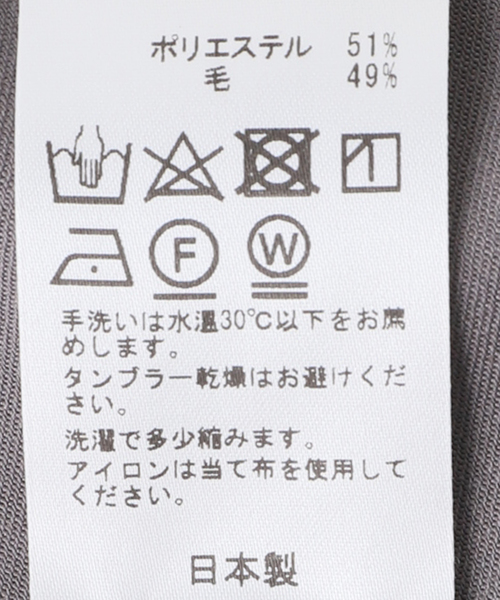 ポリエステル 51%
毛 49%
F
W
手洗いは水温30℃以下をお薦
めします。
タンブラー乾燥はお避けくだ
さい。
洗濯で多少縮みます。
アイロンは当て布を使用して
ください。
日本製